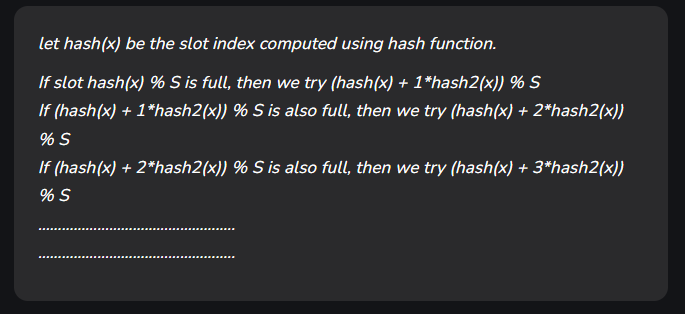 let hash(x) be the slot index computed using hash function.
If slot hash(x) % S is full, then we try (hash(x) + 1*hash2(x)) % S
If (hash(x) + 1*hash2(x)) % S is also full, then we try (hash(x) + 2*hash2(x))
% S
If (hash(x) + 2*hash2(x)) % S is also full, then we try (hash(x) + 3*hash2(x))
% S
..................................................
..................................................